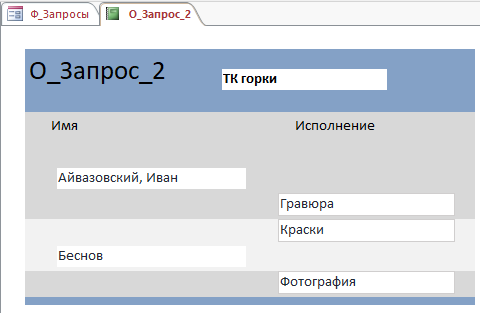 Ф_Запросы О_Запрос_2
О_Запрос_2
ТК горки
Имя Исполнение
Айвазовский, Иван
Гравюра
Краски
Беснов
Фотография